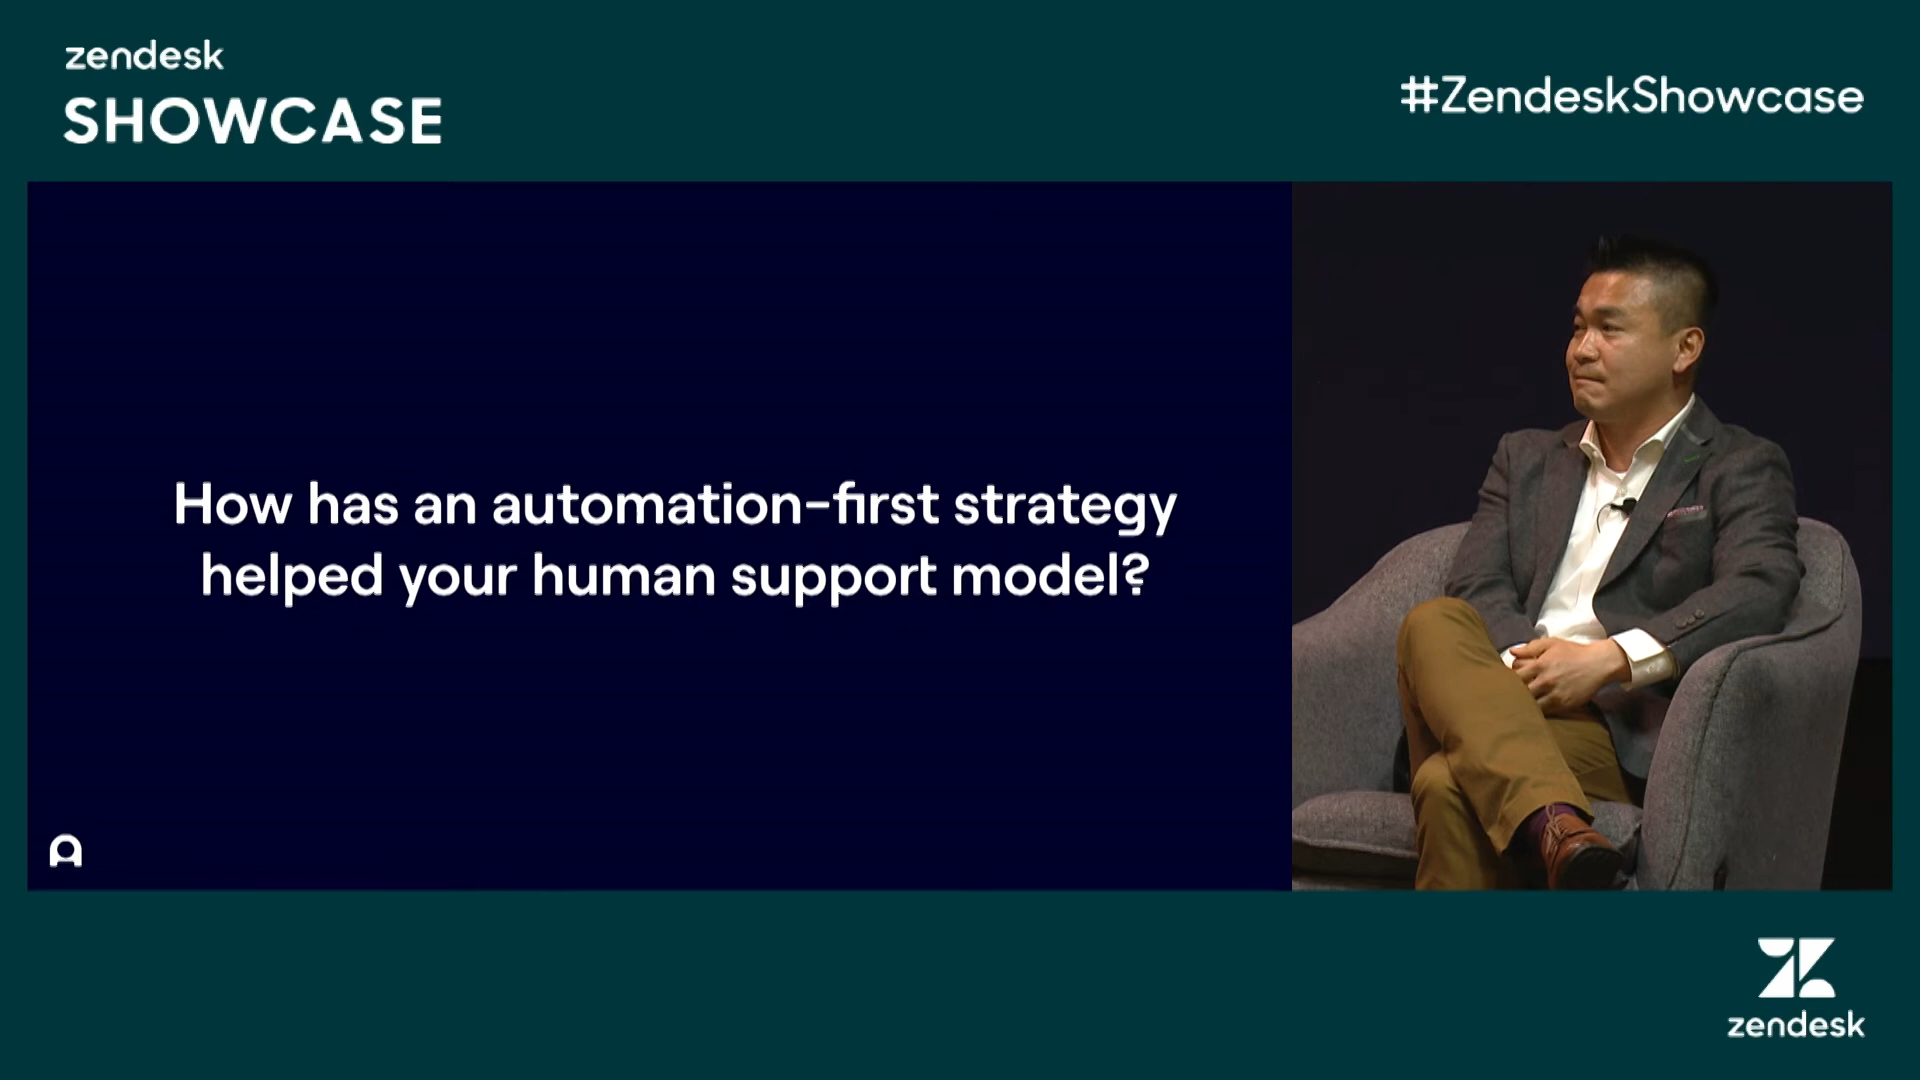 zendesk
SHOWCASE
#ZendeskShowcase
How has an automation-first strategy
helped your human support model?
zendesk